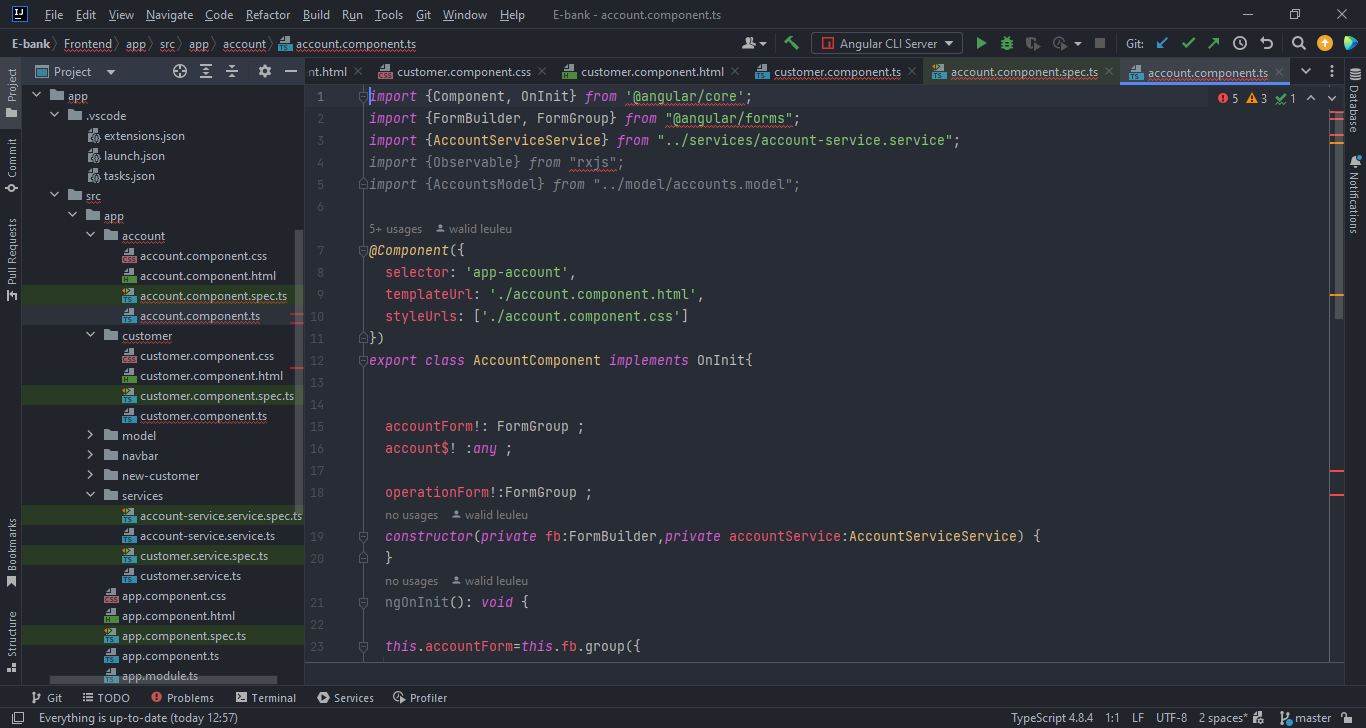 File Edit View Navigate Code Refactor Build Run Tools Git Window Help E-bank - account.component.ts
E-bank Frontend app src app account account.component.ts Angular CLI Server Git:
Project
nt.html customer.component.css customer.component.html customer.component.ts account.component.spec.ts account.component.ts
Project
Commit
Pull Requests
Bookmarks
Structure
app
.vscode
extensions.json
launch.json
tasks.json
src
app
account
account.component.css
account.component.html
account.component.spec.ts
account.component.ts
customer
customer.component.css
customer.component.html
customer.component.spec.ts
customer.component.ts
model
navbar
new-customer
services
account-service.service.spec.ts
account-service.service.ts
customer.service.spec.ts
customer.service.ts
app.component.css
app.component.html
app.component.spec.ts
app.component.ts
app.module.ts
5 3 1
1 import {Component, OnInit} from '@angular/core';
2 import {FormBuilder, FormGroup} from "@angular/forms";
3 import {AccountServiceService} from "../services/account-service.service";
4 import {Observable} from "rxjs";
5 import {AccountsModel} from "../model/accounts.model";
6
5+ usages walid leuleu
7 @Component({
8 selector: 'app-account',
9 templateUrl: './account.component.html',
10 styleUrls: ['./account.component.css']
11 })
12 export class AccountComponent implements OnInit{
13
14
15 accountForm!: FormGroup ;
16 account$! :any ;
17
18 operationForm!:FormGroup ;
no usages walid leuleu
19 constructor(private fb:FormBuilder,private accountService:AccountServiceService) {
20 }
no usages walid leuleu
21 ngOnInit(): void {
22
23 this.accountForm=this.fb.group({
Database
Notifications
Git TODO Problems Terminal Services Profiler
Everything is up-to-date (today 12:57) TypeScript 4.8.4 1:1 LF UTF-8 2 spaces* master